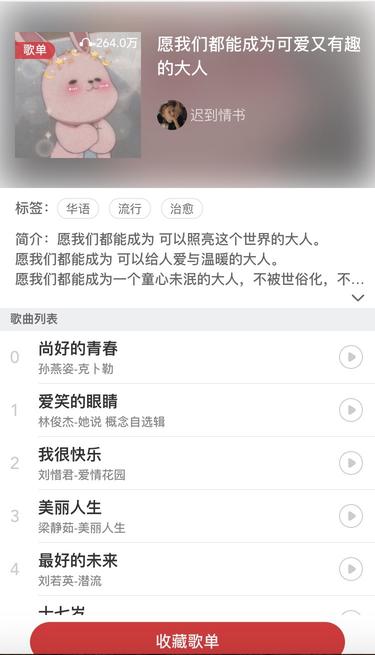 歌单
264.0万
愿我们都能成为可爱又有趣
的大人
迟到情书
标签：
华语
流行
治愈
简介：愿我们都能成为 可以照亮这个世界的大人。
愿我们都能成为 可以给人爱与温暖的大人。
愿我们都能成为一个童心未泯的大人，不被世俗化，不...
歌曲列表
0
尚好的青春
孙燕姿-克卜勒
1
爱笑的眼睛
林俊杰-她说 概念自选辑
2
我很快乐
刘惜君-爱情花园
3
美丽人生
梁静茹-美丽人生
4
最好的未来
刘若英-潜流
十七岁
收藏歌单